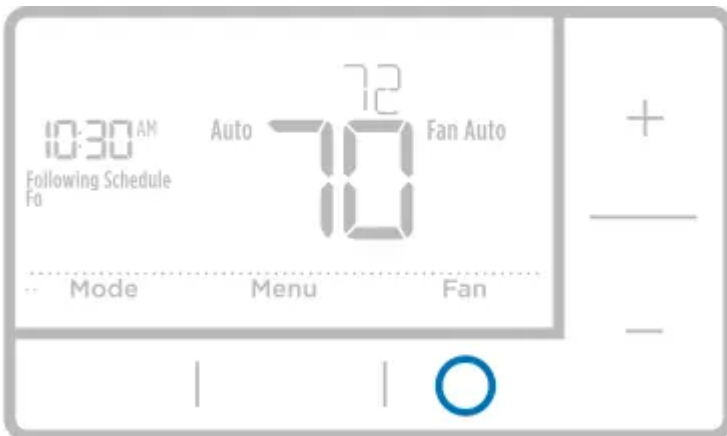 72
10:30 AM
Auto 70 Fan Auto
Following Schedule
Fo
Mode Menu Fan
+
−